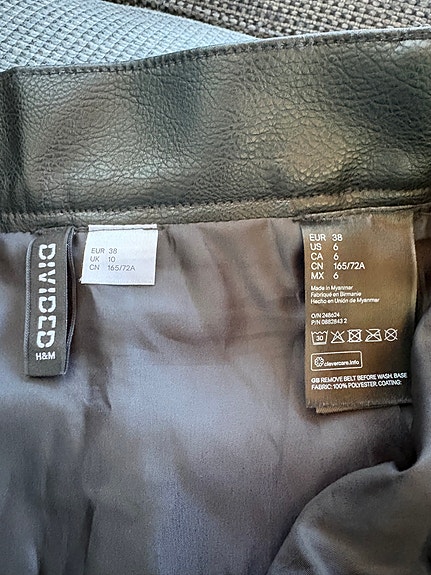 DIVIDED
H&M
EUR 38
UK 10
CN 165/72A
EUR 38
US 6
CA 6
CN 165/72A
MX 6
Made in Myanmar
Fabriqué en Birmanie
Hecho en Unión de Myanmar
O/N 248624
P/N 0882843 2
30
clevercare.info
GB REMOVE BELT BEFORE WASH. BASE
FABRIC: 100% POLYESTER. COATING: